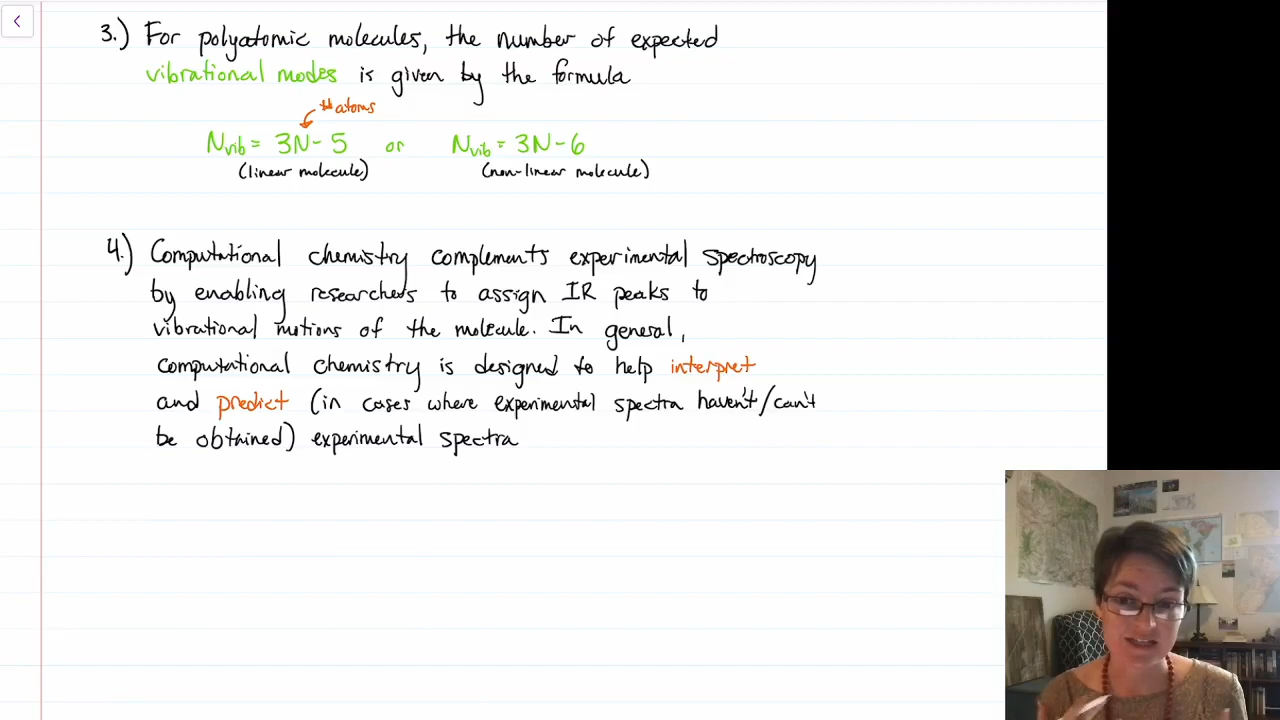 3.) For polyatomic molecules, the number of expected
vibrational modes is given by the formula
# atoms
Nvib = 3N - 5 or Nvib = 3N - 6
(linear molecule) (non-linear molecule)
4.) Computational chemistry complements experimental spectroscopy
by enabling researchers to assign IR peaks to
vibrational motions of the molecule. In general,
computational chemistry is designed to help interpret
and predict (in cases where experimental spectra haven't/can't
be obtained) experimental spectra